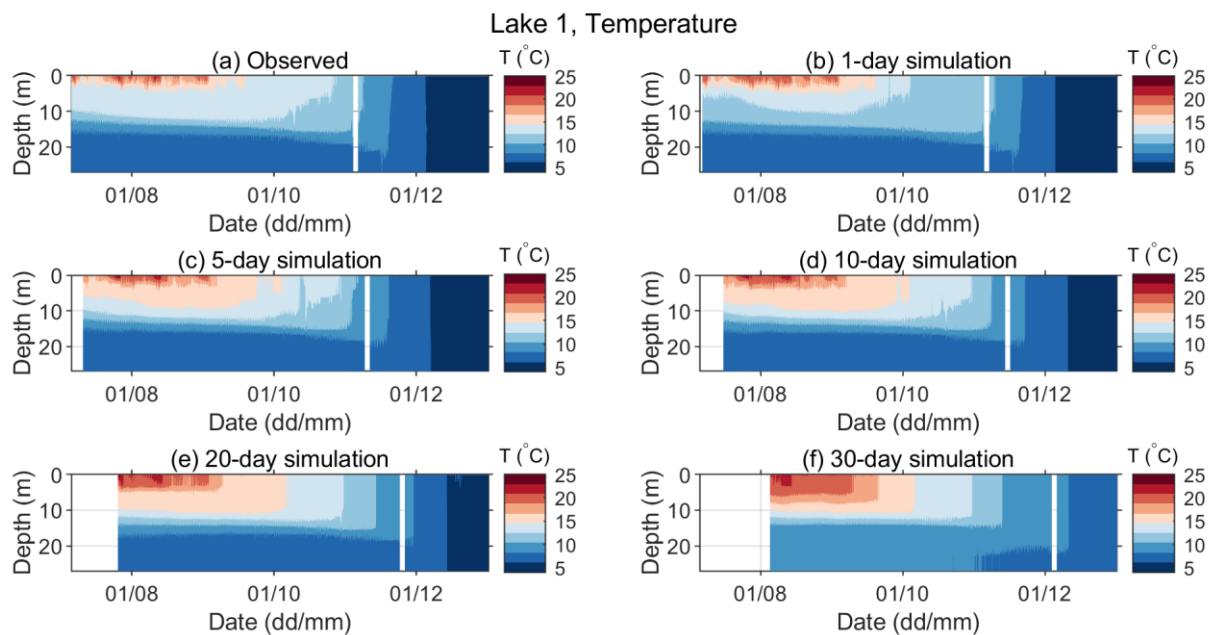 Lake 1, Temperature
(a) Observed
T (°C)
Depth (m)
0
10
20
25
20
15
10
5
01/08
01/10
01/12
Date (dd/mm)
(b) 1-day simulation
T (°C)
Depth (m)
0
10
20
25
20
15
10
5
01/08
01/10
01/12
Date (dd/mm)
(c) 5-day simulation
T (°C)
Depth (m)
0
10
20
25
20
15
10
5
01/08
01/10
01/12
Date (dd/mm)
(d) 10-day simulation
T (°C)
Depth (m)
0
10
20
25
20
15
10
5
01/08
01/10
01/12
Date (dd/mm)
(e) 20-day simulation
T (°C)
Depth (m)
0
10
20
25
20
15
10
5
01/08
01/10
01/12
Date (dd/mm)
(f) 30-day simulation
T (°C)
Depth (m)
0
10
20
25
20
15
10
5
01/08
01/10
01/12
Date (dd/mm)